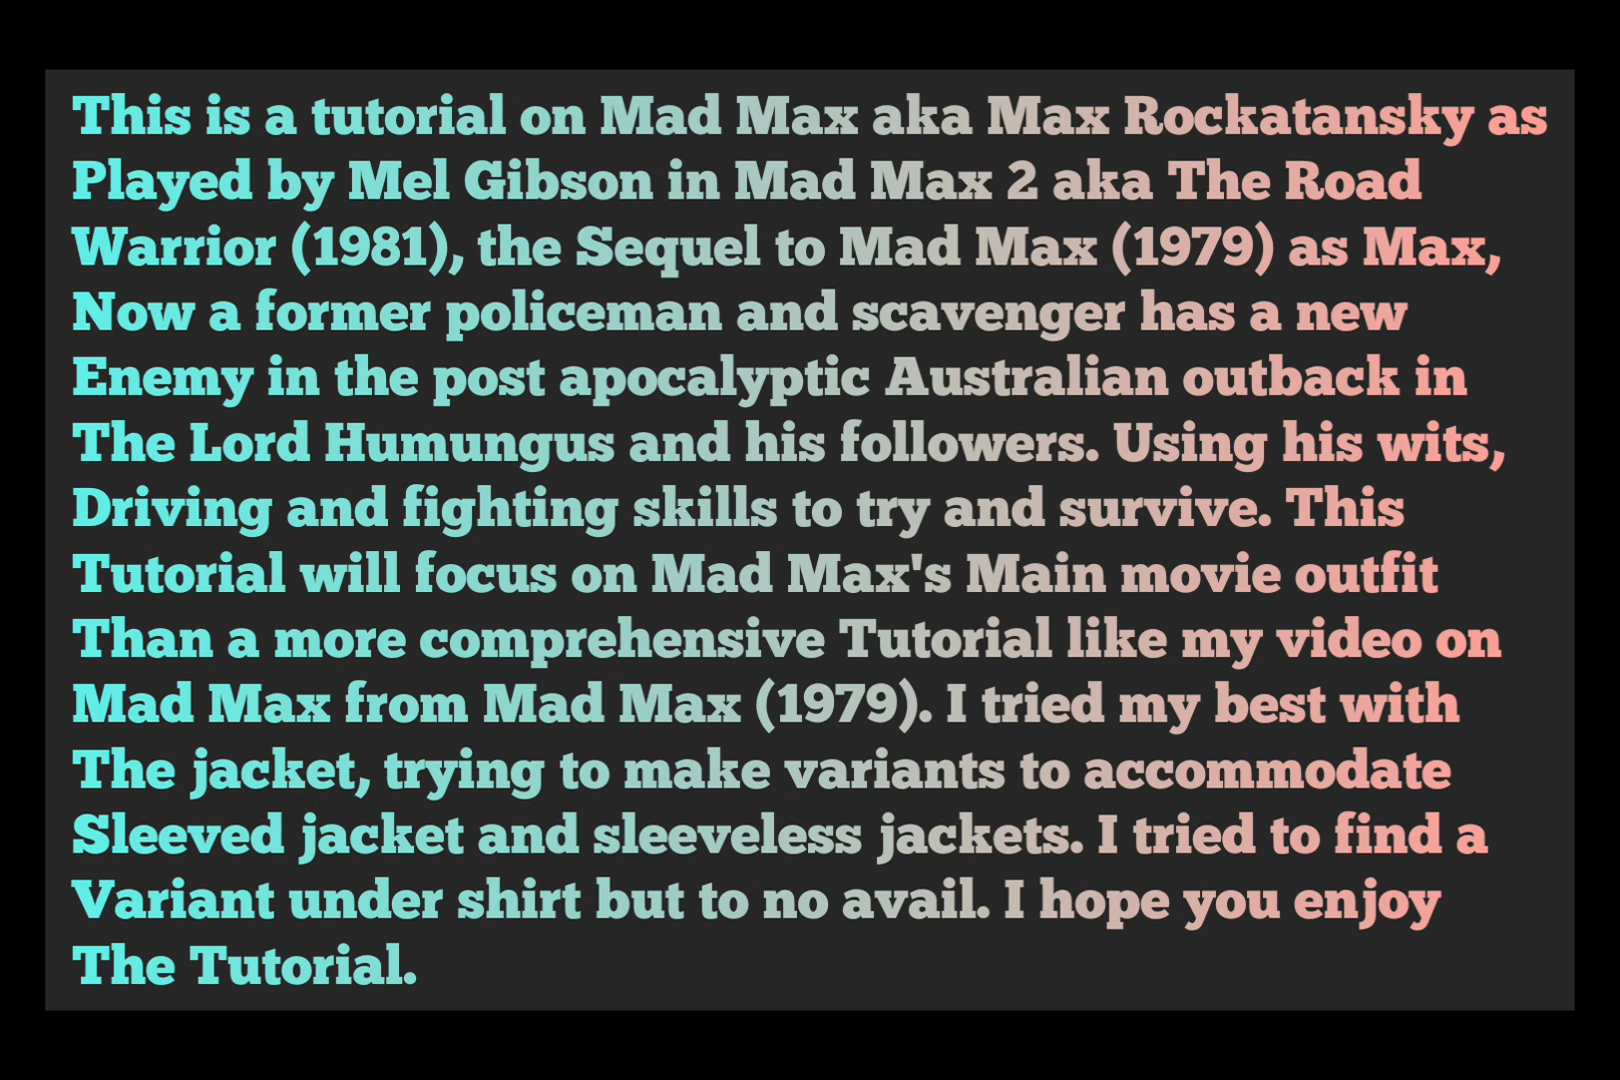 This is a tutorial on Mad Max aka Max Rockatansky as
Played by Mel Gibson in Mad Max 2 aka The Road
Warrior (1981), the Sequel to Mad Max (1979) as Max,
Now a former policeman and scavenger has a new
Enemy in the post apocalyptic Australian outback in
The Lord Humungus and his followers. Using his wits,
Driving and fighting skills to try and survive. This
Tutorial will focus on Mad Max's Main movie outfit
Than a more comprehensive Tutorial like my video on
Mad Max from Mad Max (1979). I tried my best with
The jacket, trying to make variants to accommodate
Sleeved jacket and sleeveless jackets. I tried to find a
Variant under shirt but to no avail. I hope you enjoy
The Tutorial.